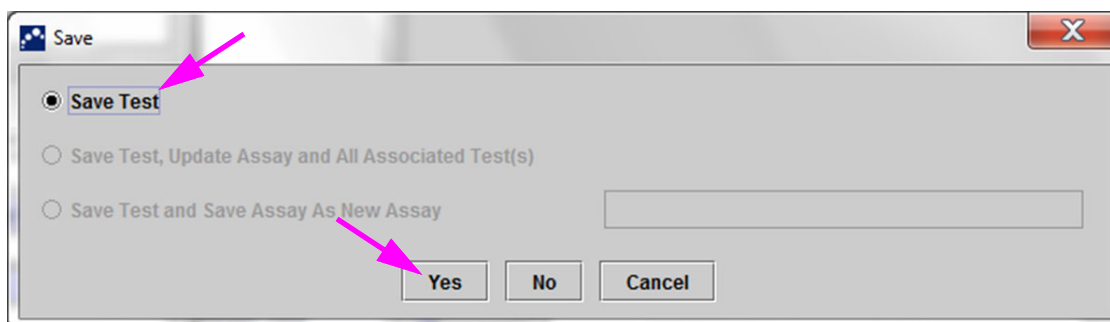 Save
Save Test
Save Test, Update Assay and All Associated Test(s)
Save Test and Save Assay As New Assay
Yes No Cancel